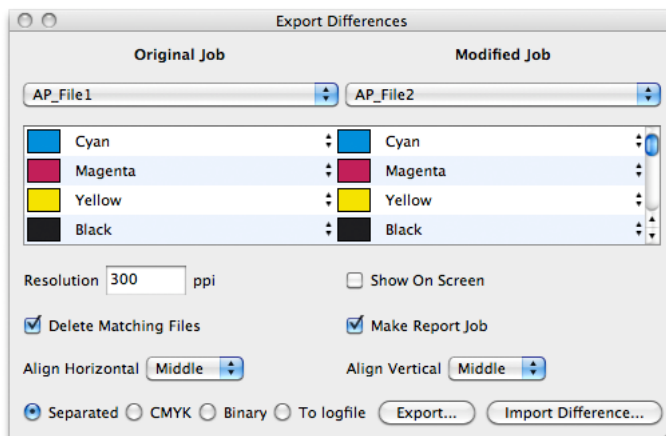 Export Differences
Original Job Modified Job
AP_File1 AP_File2
Cyan Cyan
Magenta Magenta
Yellow Yellow
Black Black
Resolution 300 ppi Show On Screen
Delete Matching Files Make Report Job
Align Horizontal Middle Align Vertical Middle
Separated CMYK Binary To logfile Export... Import Difference...